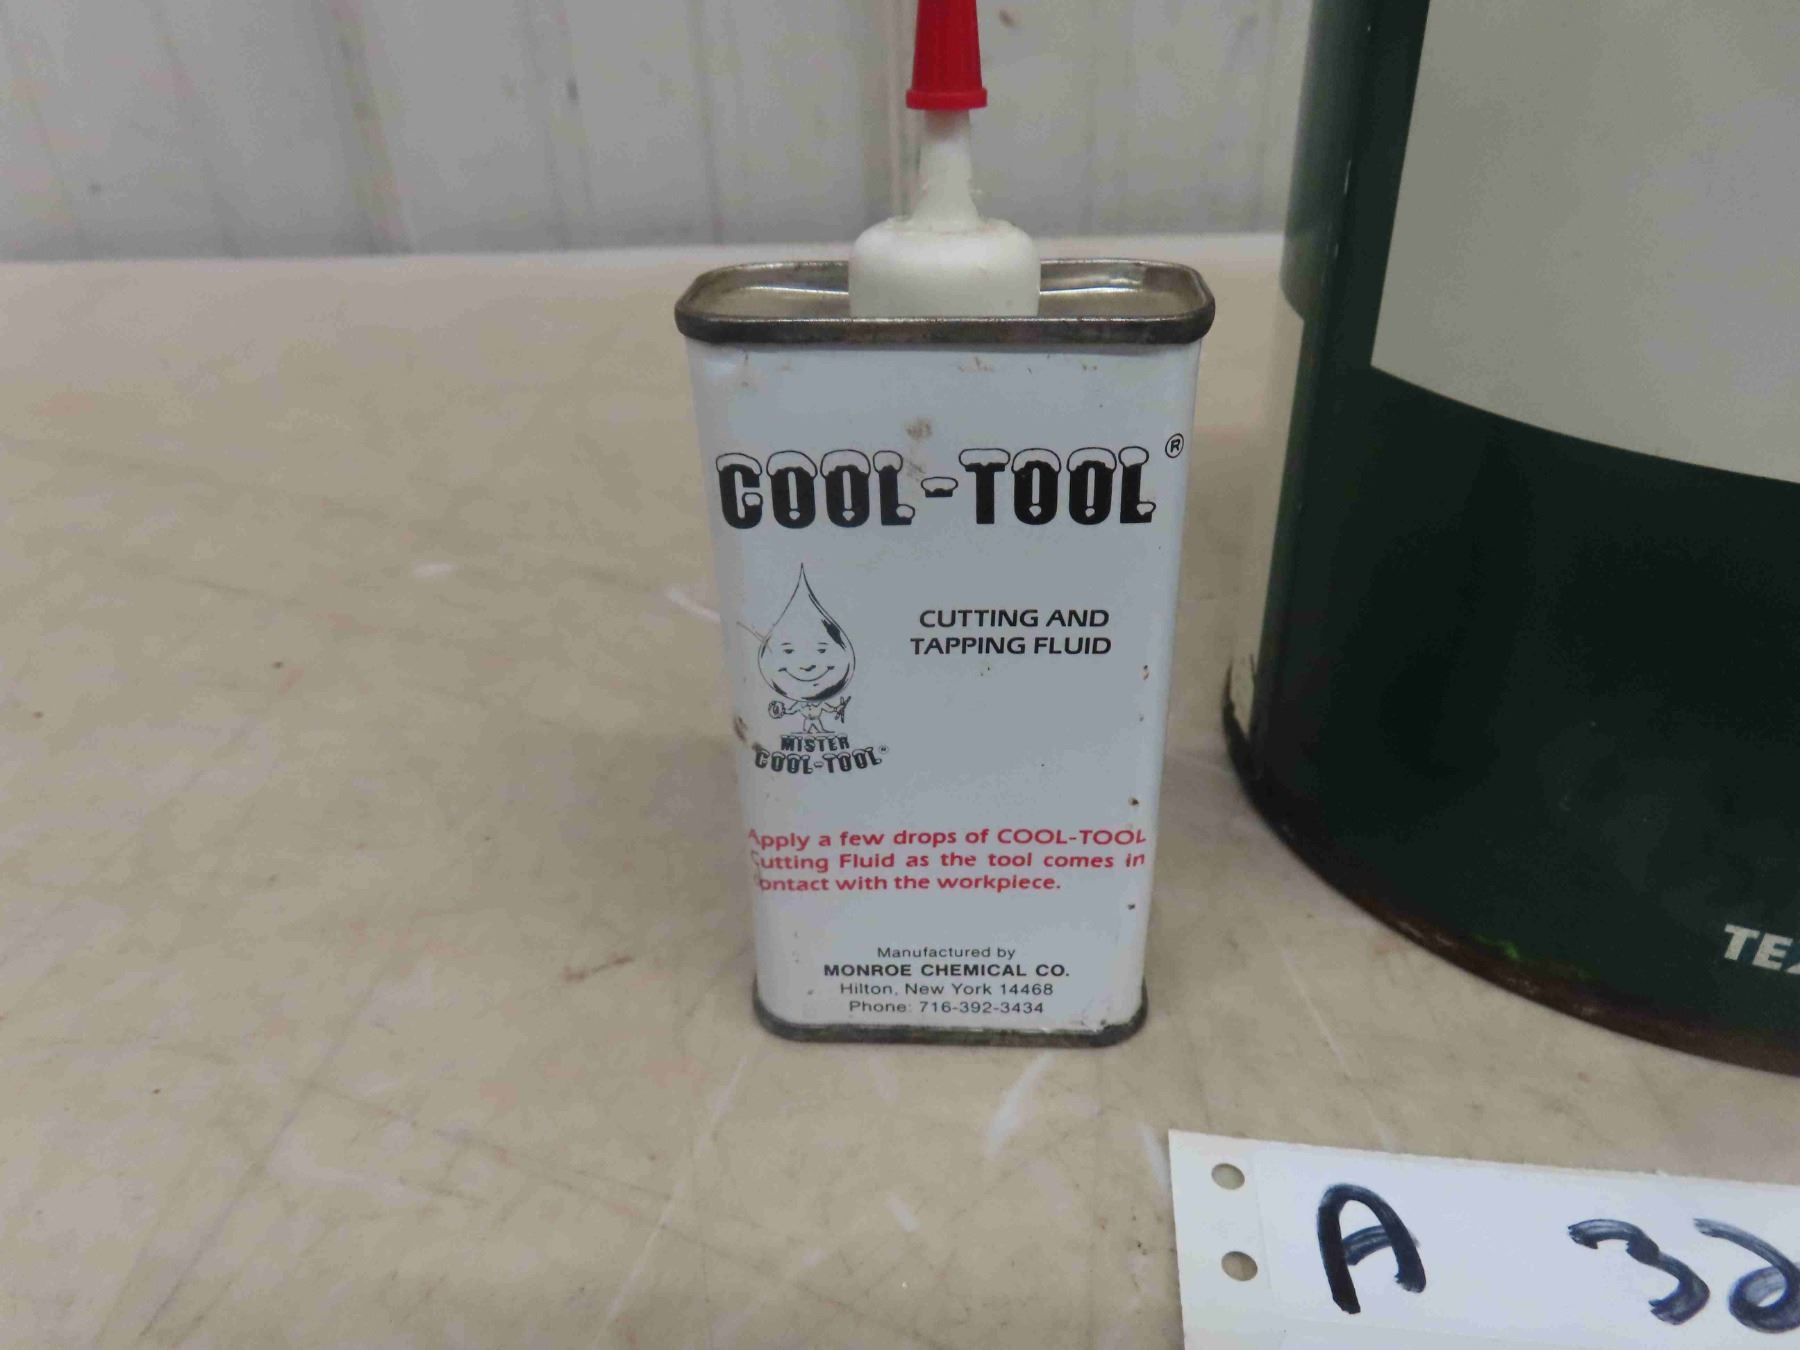 COOL-TOOL®
CUTTING AND
TAPPING FLUID
MISTER
COOL-TOOL®
Apply a few drops of COOL-TOOL
Cutting Fluid as the tool comes in
contact with the workpiece.
Manufactured by
MONROE CHEMICAL CO.
Hilton, New York 14468
Phone: 716-392-3434
A 32